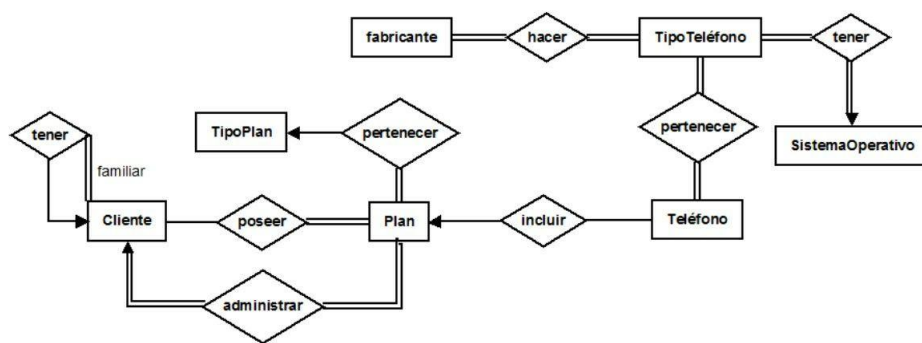 fabricante
hacer
TipoTeléfono
tener
tener
TipoPlan
pertenecer
pertenecer
SistemaOperativo
familiar
Cliente
poseer
Plan
incluir
Teléfono
administrar